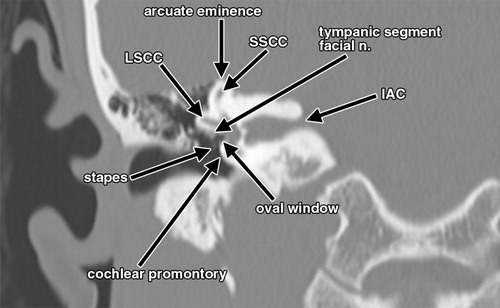 arcuate eminence
SSCC
tympanic segment
facial n.
LSCC
IAC
stapes
oval window
cochlear promontory